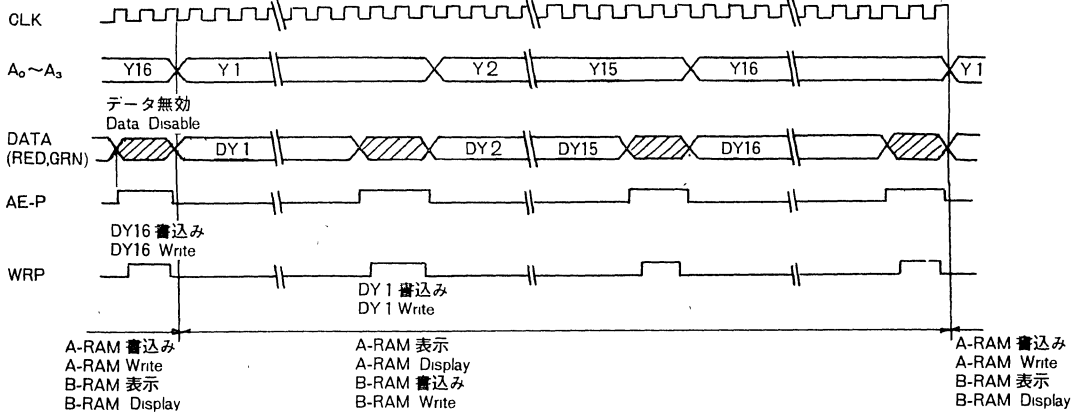 CLK
A₀～A₃ Y16 Y1 Y2 Y15 Y16 Y1
データ無効
Data Disable
DATA
(RED,GRN) DY1 DY2 DY15 DY16
AE-P
DY16 書込み
DY16 Write
WRP
DY1 書込み
DY1 Write
A-RAM 書込み
A-RAM Write
B-RAM 表示
B-RAM Display
A-RAM 表示
A-RAM Display
B-RAM 書込み
B-RAM Write
A-RAM 書込み
A-RAM Write
B-RAM 表示
B-RAM Display